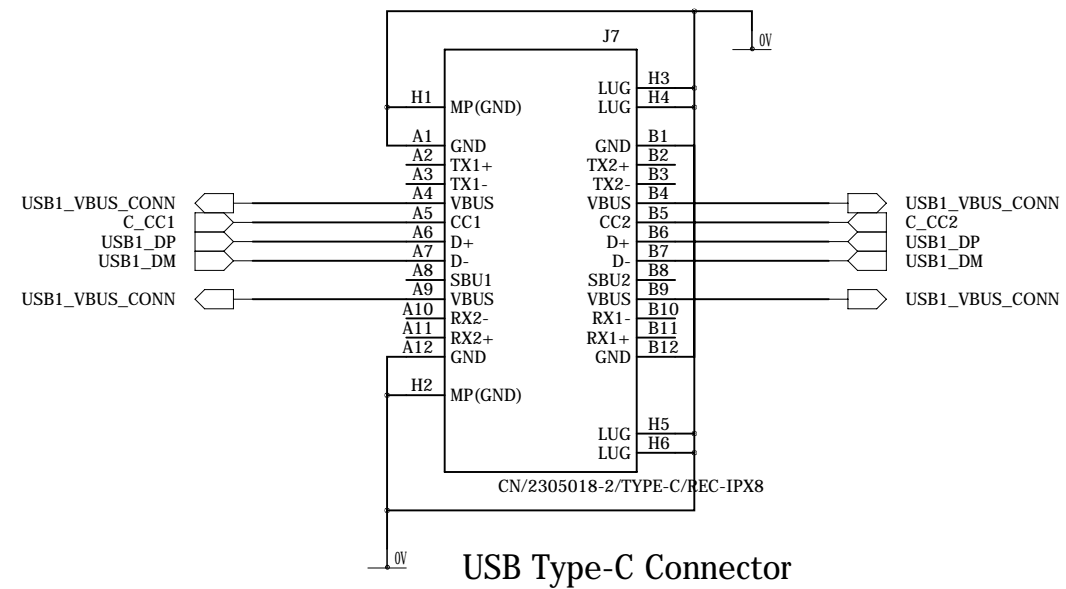 0V
J7
H1 MP(GND) LUG H3
LUG H4
A1 GND GND B1
A2 TX1+ TX2+ B2
A3 TX1- TX2- B3
USB1_VBUS_CONN A4 VBUS VBUS B4 USB1_VBUS_CONN
C_CC1 A5 CC1 CC2 B5 C_CC2
USB1_DP A6 D+ D+ B6 USB1_DP
USB1_DM A7 D- D- B7 USB1_DM
A8 SBU1 SBU2 B8
USB1_VBUS_CONN A9 VBUS VBUS B9 USB1_VBUS_CONN
A10 RX2- RX1- B10
A11 RX2+ RX1+ B11
A12 GND GND B12
H2 MP(GND)
LUG H5
LUG H6
CN/2305018-2/TYPE-C/REC-IPX8
0V
USB Type-C Connector